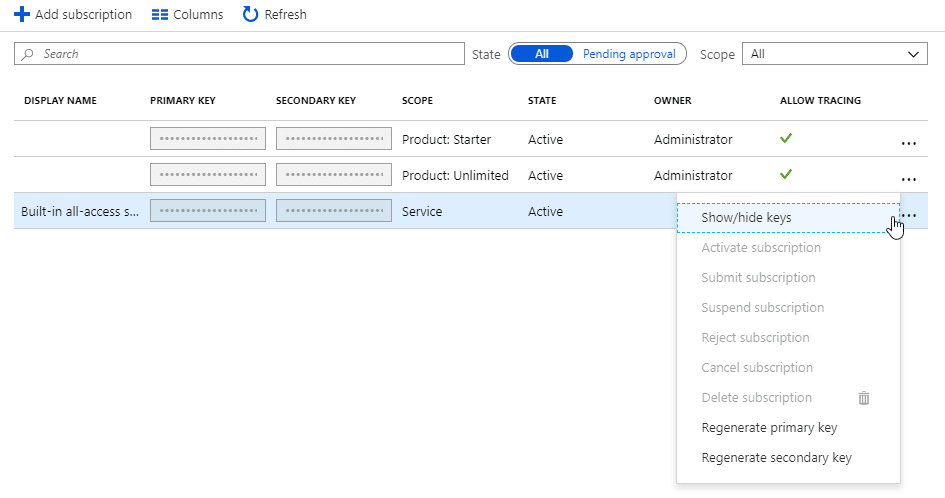 Add subscription Columns Refresh
Search State All Pending approval Scope All
DISPLAY NAME PRIMARY KEY SECONDARY KEY SCOPE STATE OWNER ALLOW TRACING
Product: Starter Active Administrator ...
Product: Unlimited Active Administrator ...
Built-in all-access s... Service Active ...
Show/hide keys
Activate subscription
Submit subscription
Suspend subscription
Reject subscription
Cancel subscription
Delete subscription
Regenerate primary key
Regenerate secondary key